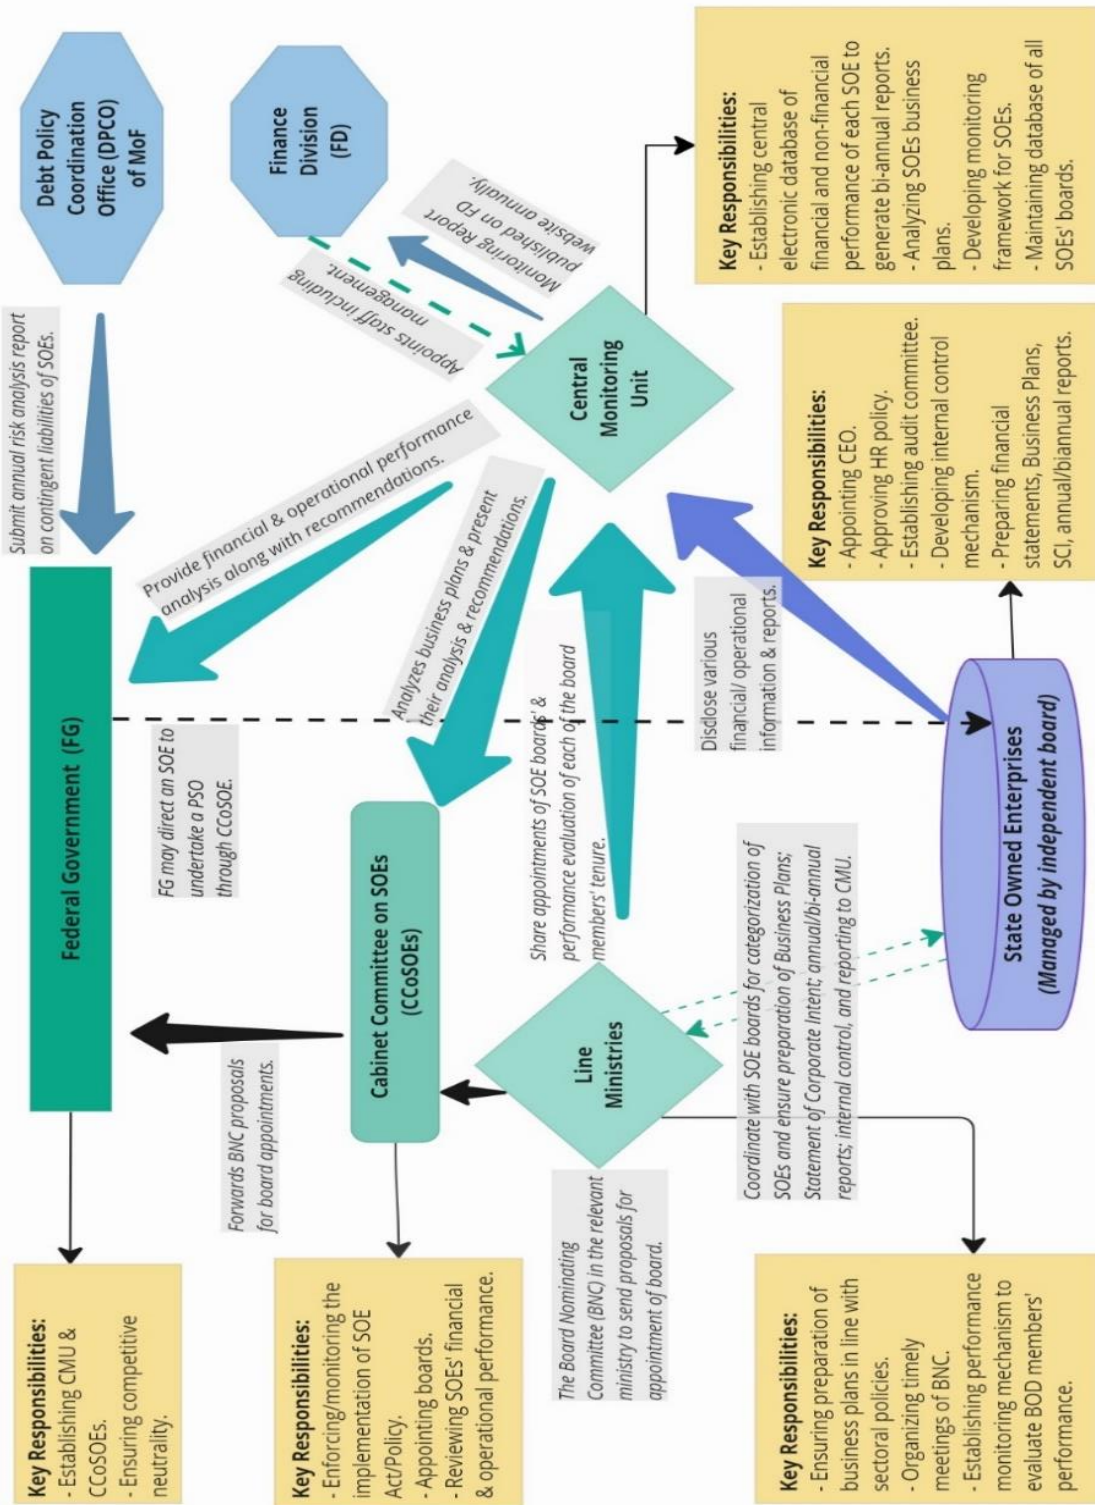 Key Responsibilities:
- Establishing CMU &
CCoSOEs.
- Ensuring competitive
neutrality.
Federal Government (FG)
Submit annual risk analysis report
on contingent liabilities of SOEs.
Debt Policy
Coordination
Office (DPCO)
of MoF
Forwards BNC proposals
for board appointments.
FG may direct an SOE to
undertake a PSO
through CCoSOE.
Provide financial & operational performance
analysis along with recommendations.
Finance
Division
(FD)
Appoints staff including
management.
Monitoring Report
published on FD
website annually.
Key Responsibilities:
- Enforcing/monitoring the
implementation of SOE
Act/Policy.
- Appointing boards.
- Reviewing SOEs' financial
& operational performance.
Cabinet Committee on SOEs
(CCoSOEs)
Analyzes business plans & present
their analysis & recommendations.
The Board Nominating
Committee (BNC) in the relevant
ministry to send proposals for
appointment of board.
Line
Ministries
Share appointments of SOE boards' &
performance evaluation of each of the board
members' tenure.
Central
Monitoring
Unit
Key Responsibilities:
- Establishing central
electronic database of
financial and non-financial
performance of each SOE to
generate bi-annual reports.
- Analyzing SOEs business
plans.
- Developing monitoring
framework for SOEs.
- Maintaining database of all
SOEs' boards.
Coordinate with SOE boards for categorization of
SOEs and ensure preparation of Business Plans;
Statement of Corporate Intent; annual/bi-annual
reports; internal control, and reporting to CMU.
Disclose various
financial/ operational
information & reports.
Key Responsibilities:
- Ensuring preparation of
business plans in line with
sectoral policies.
- Organizing timely
meetings of BNC.
- Establishing performance
monitoring mechanism to
evaluate BOD members'
performance.
State Owned Enterprises
(Managed by independent board)
Key Responsibilities:
- Appointing CEO.
- Approving HR policy.
- Establishing audit committee.
- Developing internal control
mechanism.
- Preparing financial
statements, Business Plans,
SCI, annual/biannual reports.